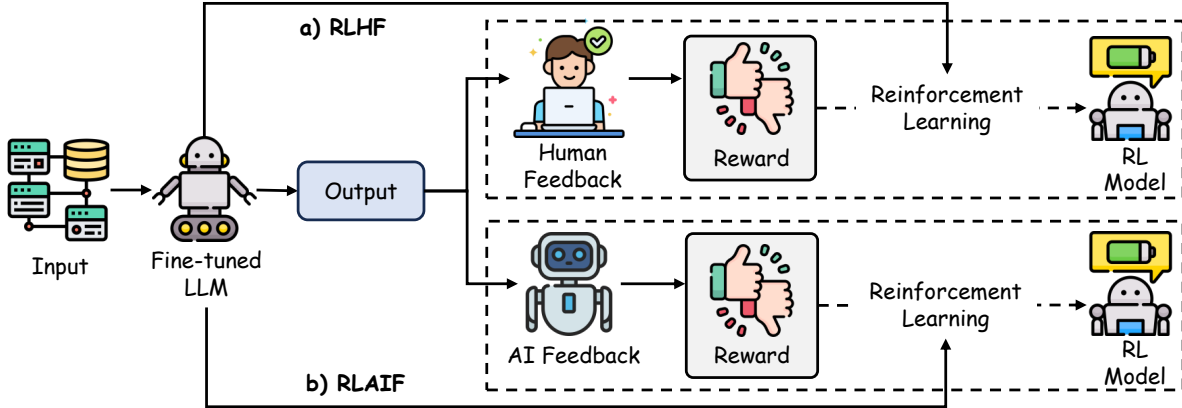 a) RLHF
Input
Fine-tuned
LLM
Output
Human
Feedback
Reward
Reinforcement
Learning
RL
Model
AI Feedback
Reward
Reinforcement
Learning
RL
Model
b) RLAIF